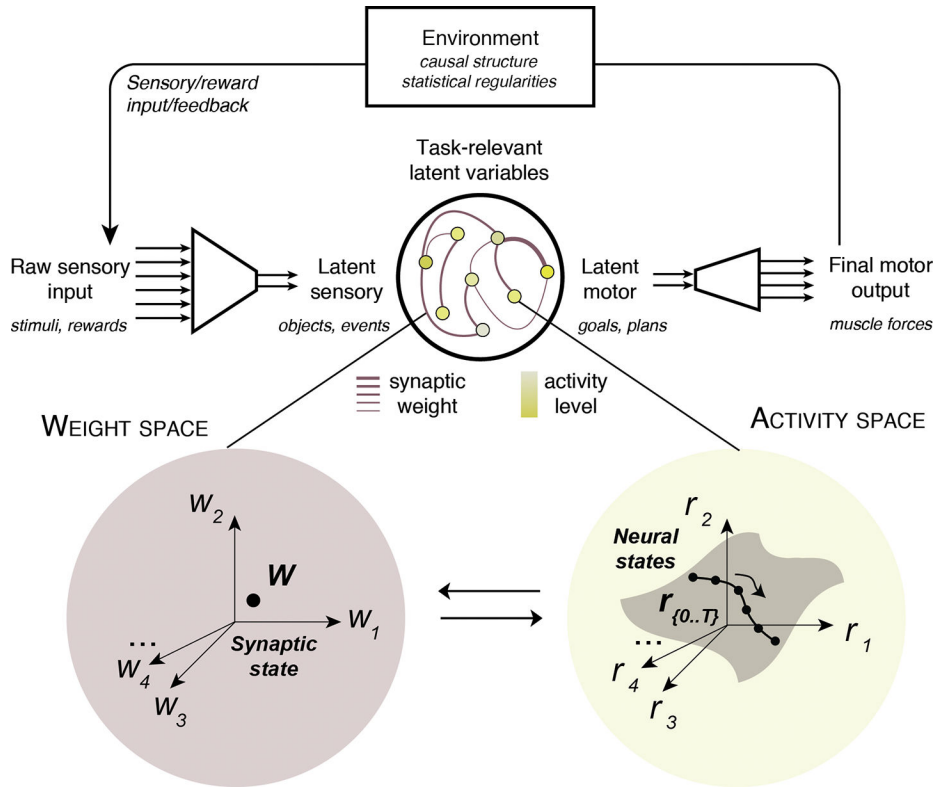 Environment
causal structure
statistical regularities
Sensory/reward
input/feedback
Task-relevant
latent variables
Raw sensory
input
stimuli, rewards
Latent
sensory
objects, events
Latent
motor
goals, plans
Final motor
output
muscle forces
synaptic
weight
activity
level
WEIGHT SPACE
ACTIVITY SPACE
W2
W
W1
Synaptic
state
...
W4
W3
r2
Neural
states
r{0..T}
r1
...
r4
r3